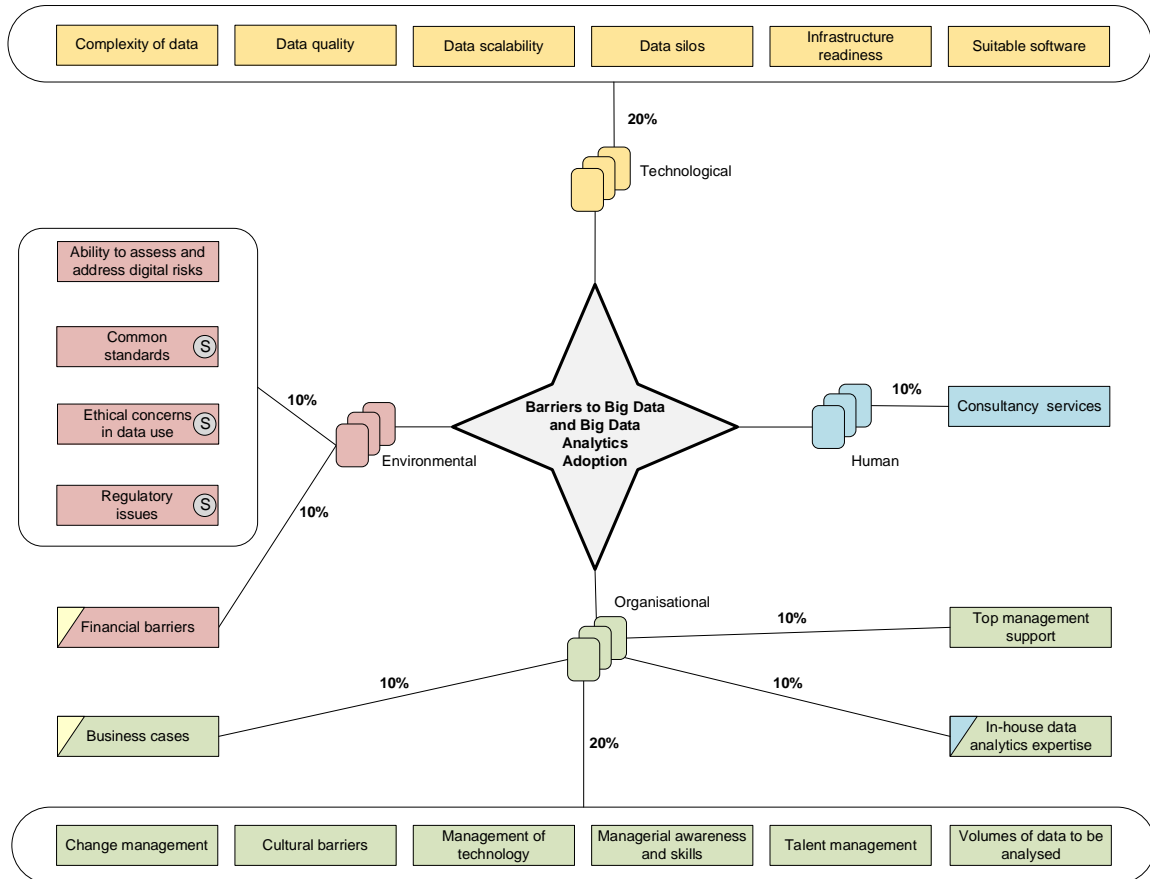 Complexity of data
Data quality
Data scalability
Data silos
Infrastructure
readiness
Suitable software
20%
Technological
Ability to assess and
address digital risks
Common
standards
S
Ethical concerns
in data use
S
Regulatory
issues
S
10%
10%
Environmental
Barriers to Big Data
and Big Data
Analytics
Adoption
10%
Human
Consultancy services
Financial barriers
Organisational
10%
Top management
support
10%
10%
Business cases
20%
In-house data
analytics expertise
Change management
Cultural barriers
Management of
technology
Managerial awareness
and skills
Talent management
Volumes of data to be
analysed